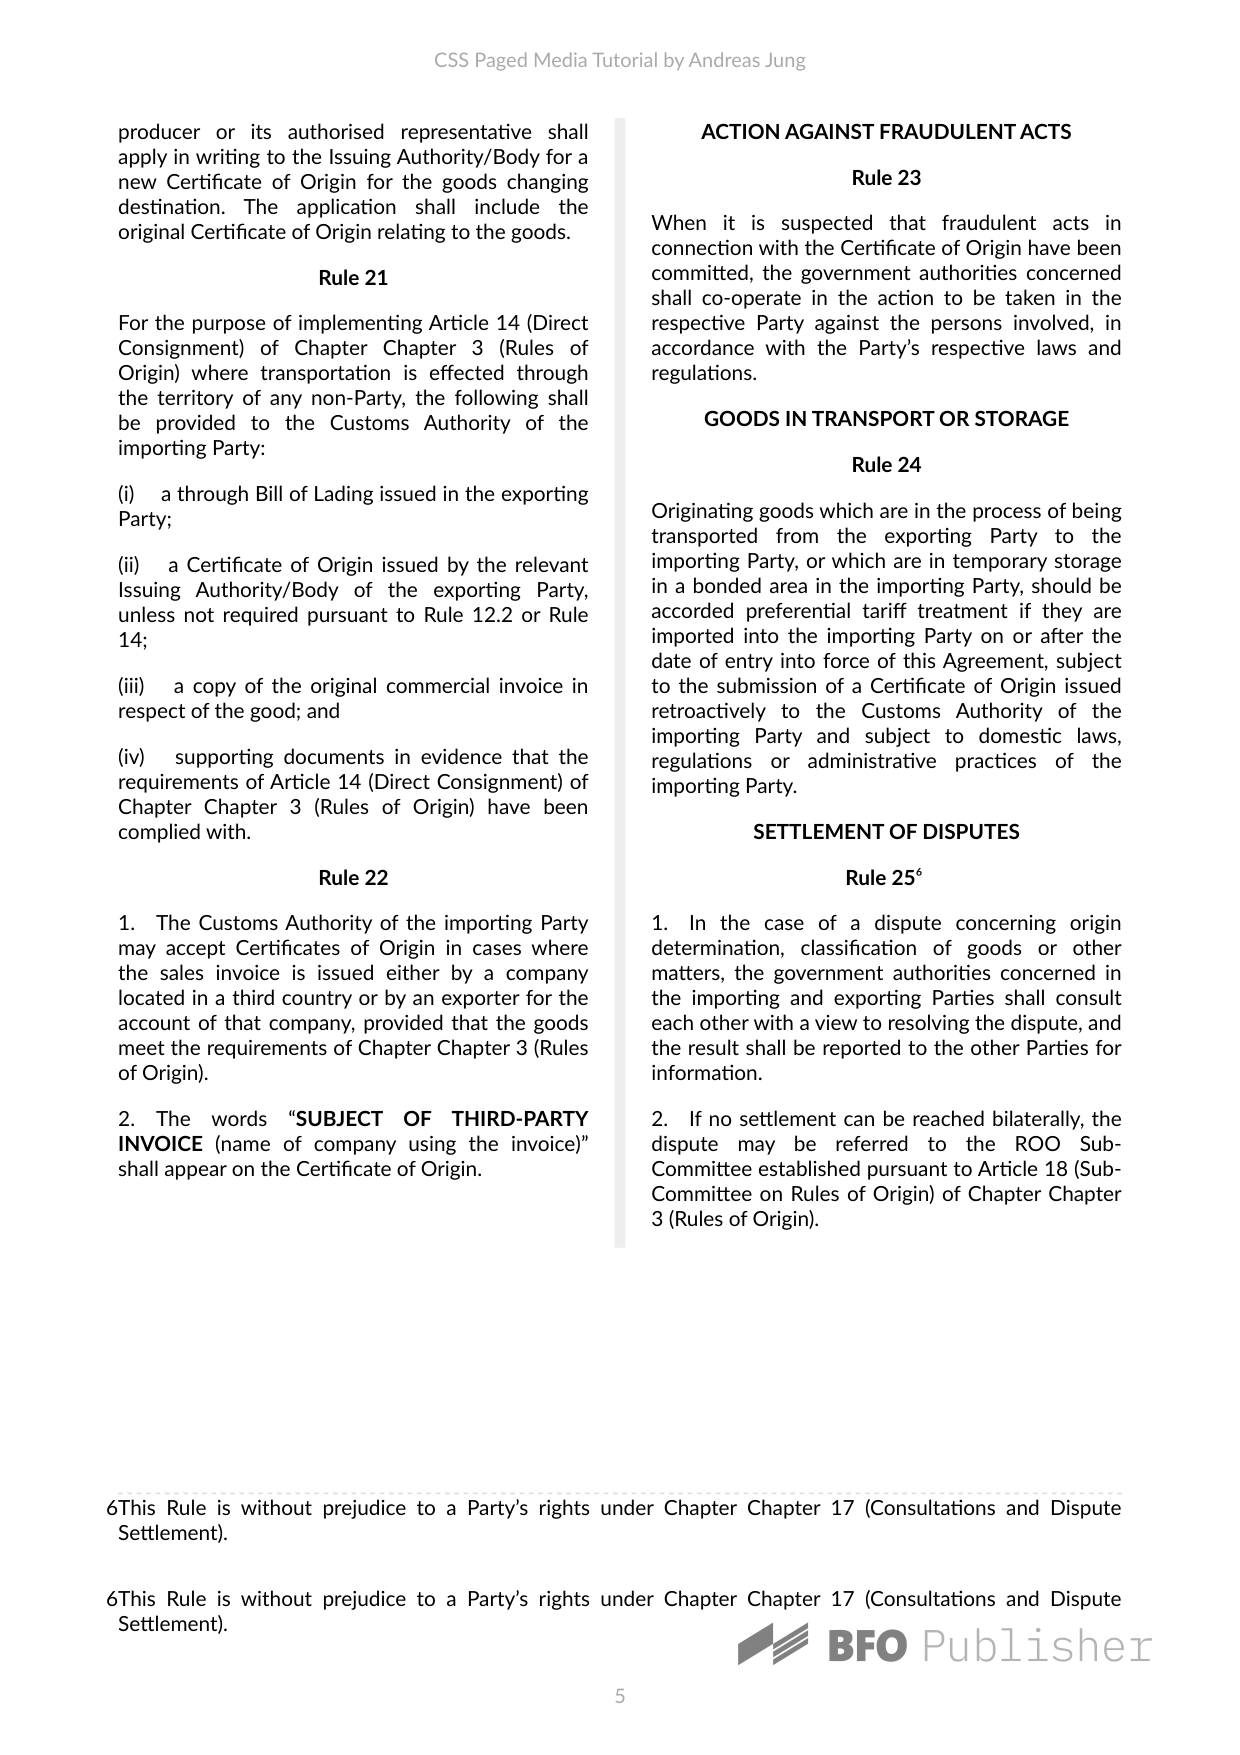 CSS Paged Media Tutorial by Andreas Jung
producer or its authorised representative shall
apply in writing to the Issuing Authority/Body for a
new Certificate of Origin for the goods changing
destination. The application shall include the
original Certificate of Origin relating to the goods.
Rule 21
For the purpose of implementing Article 14 (Direct
Consignment) of Chapter Chapter 3 (Rules of
Origin) where transportation is effected through
the territory of any non-Party, the following shall
be provided to the Customs Authority of the
importing Party:
(i) a through Bill of Lading issued in the exporting
Party;
(ii) a Certificate of Origin issued by the relevant
Issuing Authority/Body of the exporting Party,
unless not required pursuant to Rule 12.2 or Rule
14;
(iii) a copy of the original commercial invoice in
respect of the good; and
(iv) supporting documents in evidence that the
requirements of Article 14 (Direct Consignment) of
Chapter Chapter 3 (Rules of Origin) have been
complied with.
Rule 22
1. The Customs Authority of the importing Party
may accept Certificates of Origin in cases where
the sales invoice is issued either by a company
located in a third country or by an exporter for the
account of that company, provided that the goods
meet the requirements of Chapter Chapter 3 (Rules
of Origin).
2. The words “SUBJECT OF THIRD-PARTY
INVOICE (name of company using the invoice)”
shall appear on the Certificate of Origin.
ACTION AGAINST FRAUDULENT ACTS
Rule 23
When it is suspected that fraudulent acts in
connection with the Certificate of Origin have been
committed, the government authorities concerned
shall co-operate in the action to be taken in the
respective Party against the persons involved, in
accordance with the Party’s respective laws and
regulations.
GOODS IN TRANSPORT OR STORAGE
Rule 24
Originating goods which are in the process of being
transported from the exporting Party to the
importing Party, or which are in temporary storage
in a bonded area in the importing Party, should be
accorded preferential tariff treatment if they are
imported into the importing Party on or after the
date of entry into force of this Agreement, subject
to the submission of a Certificate of Origin issued
retroactively to the Customs Authority of the
importing Party and subject to domestic laws,
regulations or administrative practices of the
importing Party.
SETTLEMENT OF DISPUTES
Rule 25⁶
1. In the case of a dispute concerning origin
determination, classification of goods or other
matters, the government authorities concerned in
the importing and exporting Parties shall consult
each other with a view to resolving the dispute, and
the result shall be reported to the other Parties for
information.
2. If no settlement can be reached bilaterally, the
dispute may be referred to the ROO Sub-
Committee established pursuant to Article 18 (Sub-
Committee on Rules of Origin) of Chapter Chapter
3 (Rules of Origin).
6This Rule is without prejudice to a Party’s rights under Chapter Chapter 17 (Consultations and Dispute
Settlement).
6This Rule is without prejudice to a Party’s rights under Chapter Chapter 17 (Consultations and Dispute
Settlement).
BFO Publisher
5